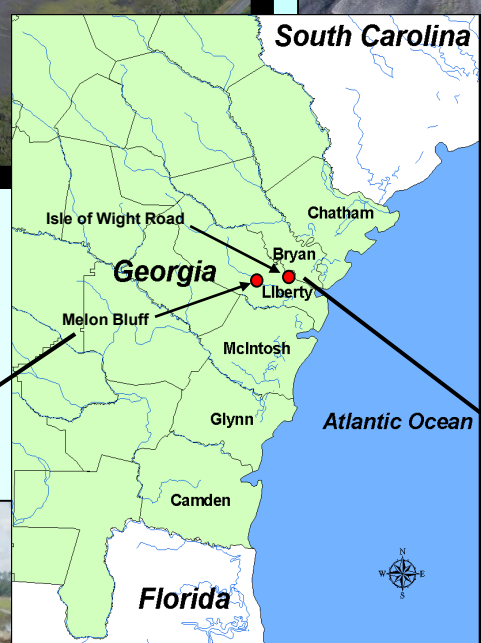 South Carolina
Chatham
Isle of Wight Road
Bryan
Georgia
LIberty
Melon Bluff
McIntosh
Glynn
Atlantic Ocean
Camden
N
W E
S
Florida